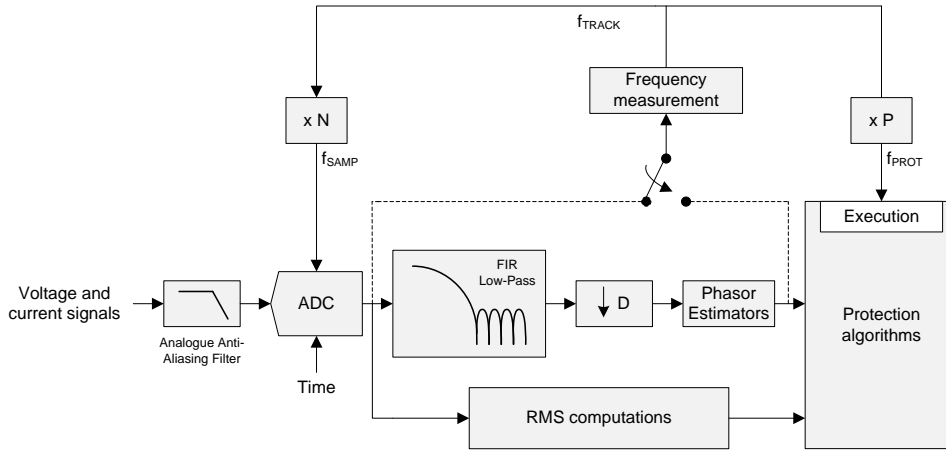 fTRACK
Frequency
measurement
x N
x P
fSAMP
fPROT
Execution
FIR
Low-Pass
Voltage and
current signals
ADC
D
Phasor
Estimators
Protection
algorithms
Analogue Anti-
Aliasing Filter
Time
RMS computations